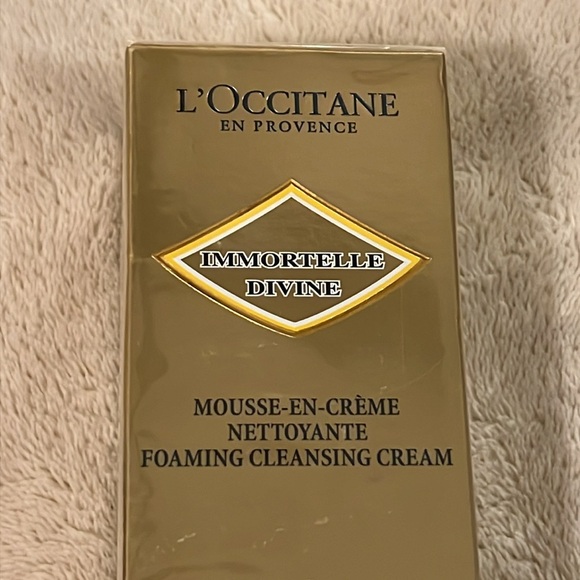 L'OCCITANE
EN PROVENCE
IMMORTELLE
DIVINE
MOUSSE-EN-CRÈME
NETTOYANTE
FOAMING CLEANSING CREAM